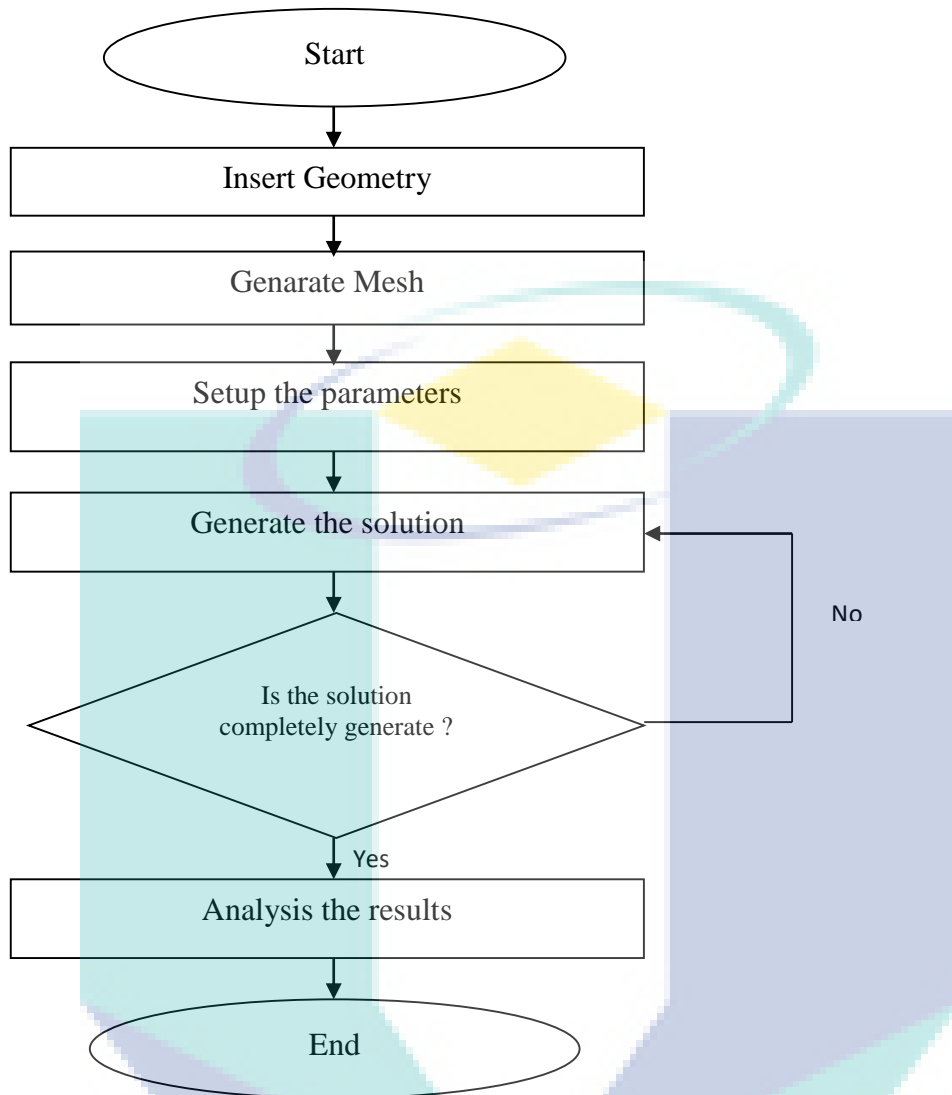 Start
Insert Geometry
Genarate Mesh
Setup the parameters
Generate the solution
No
Is the solution
completely generate ?
Yes
Analysis the results
End